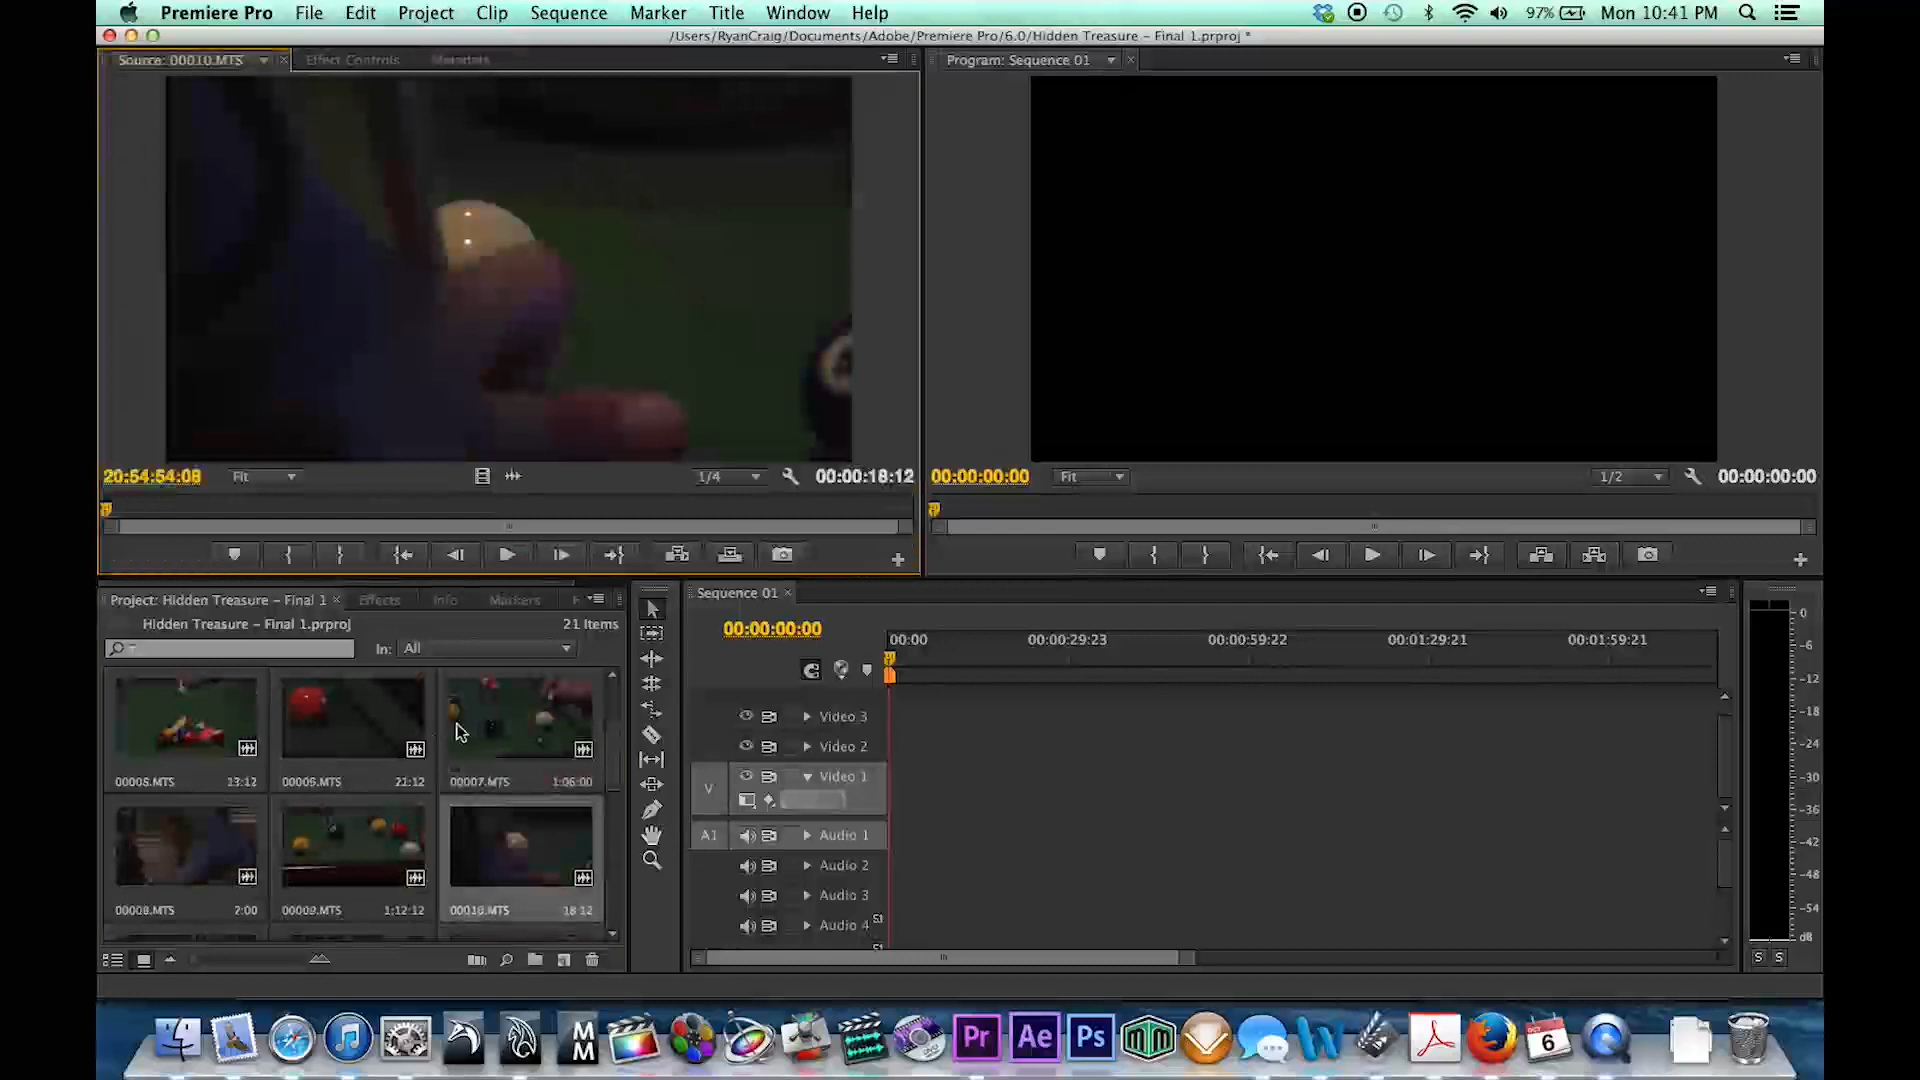 Premiere Pro File Edit Project Clip Sequence Marker Title Window Help 97% Mon 10:41 PM
/Users/RyanCraig/Documents/Adobe/Premiere Pro/6.0/Hidden Treasure – Final 1.prproj *
Source: 00010.MTS Effect Controls Metadata
Program: Sequence 01
20:54:54:08 Fit 1/4 00:00:18:12
00:00:00:00 Fit 1/2 00:00:00:00
Project: Hidden Treasure – Final 1 Effects Info Markers
Hidden Treasure – Final 1.prproj 21 Items
In: All
00005.MTS 13:12
21:12
00007.MTS 1:06:00
00008.MTS 2:00
00009.MTS 1:12:12
00010.MTS 18:12
Sequence 01
00:00:00:00
00:00 00:00:29:23 00:00:59:22 00:01:29:21 00:01:59:21
Video 3
Video 2
V Video 1
A1 Audio 1
Audio 2
Audio 3
Audio 4
0
-6
-12
-18
-24
-30
-36
-42
-48
-54
dB
S S
MM
Pr Ae Ps
OCT
6